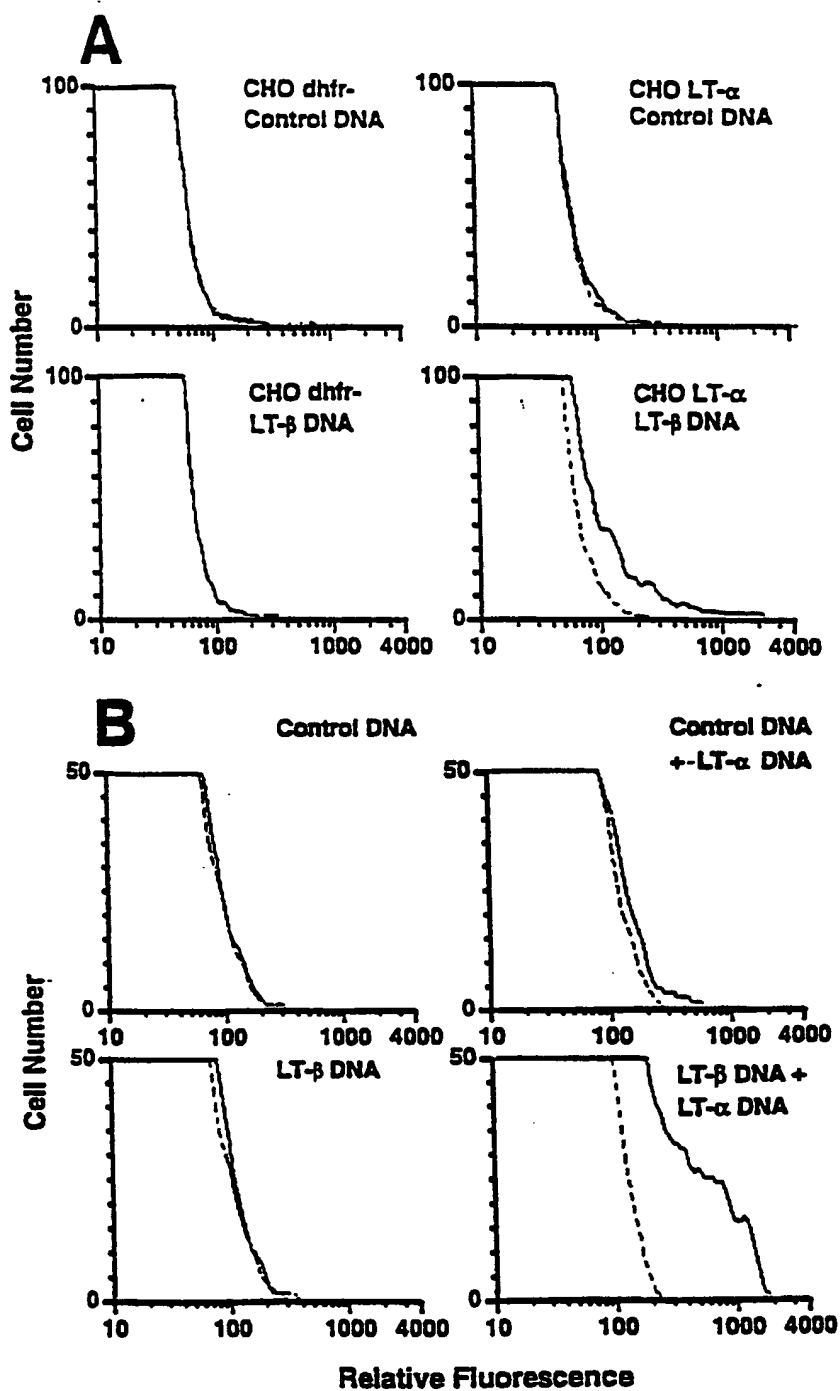 A
100
CHO dhfr-
Control DNA
0
100
CHO LT-α
Control DNA
0
Cell Number
100
CHO dhfr-
LT-β DNA
0
10 100 1000 4000
100
CHO LT-α
LT-β DNA
0
10 100 1000 4000
B
Control DNA
50
0
10 100 1000 4000
Control DNA
+-LT-α DNA
50
0
10 100 1000 4000
Cell Number
50
LT-β DNA
0
10 100 1000 4000
50
LT-β DNA +
LT-α DNA
0
10 100 1000 4000
Relative Fluorescence